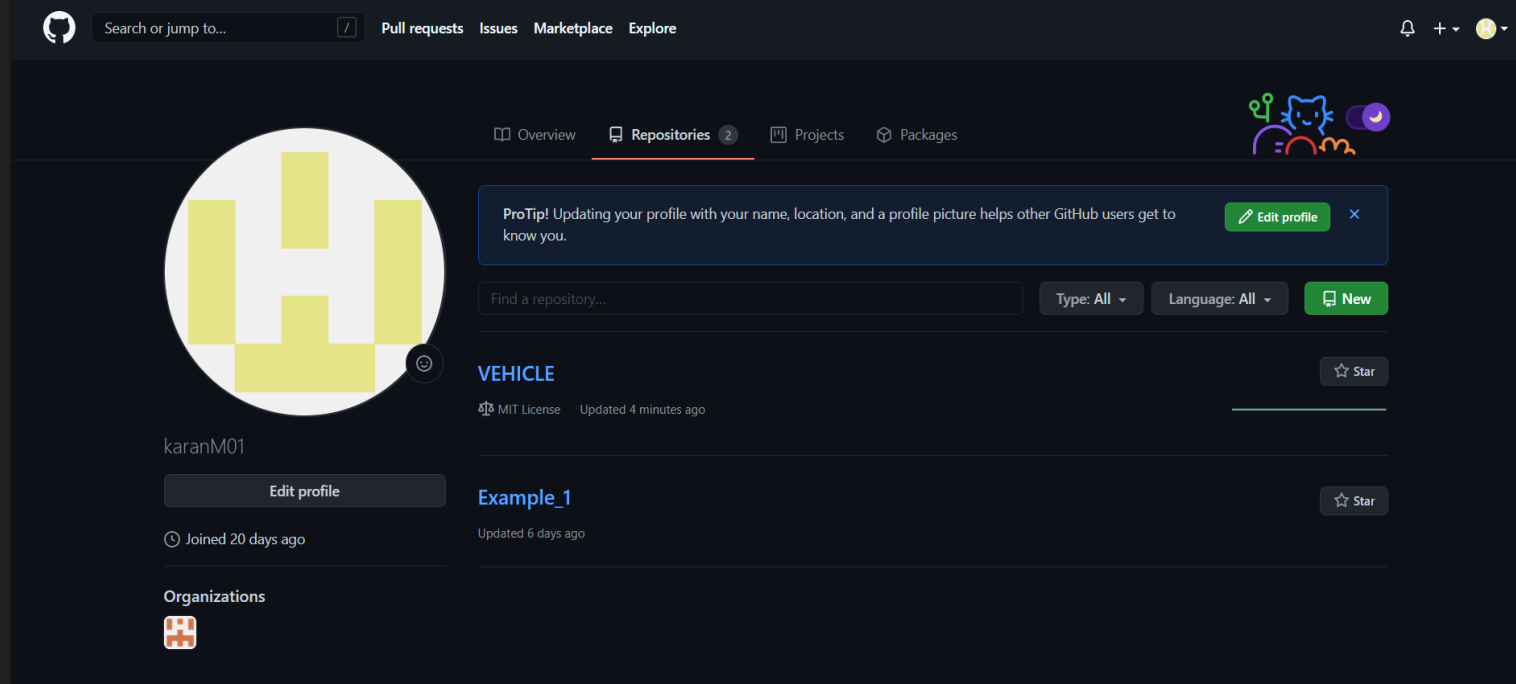 Search or jump to... / Pull requests Issues Marketplace Explore
Overview Repositories 2 Projects Packages
ProTip! Updating your profile with your name, location, and a profile picture helps other GitHub users get to
know you.
Edit profile
Find a repository... Type: All Language: All New
VEHICLE
Star
MIT License Updated 4 minutes ago
Example_1
Star
Updated 6 days ago
karanM01
Edit profile
Joined 20 days ago
Organizations